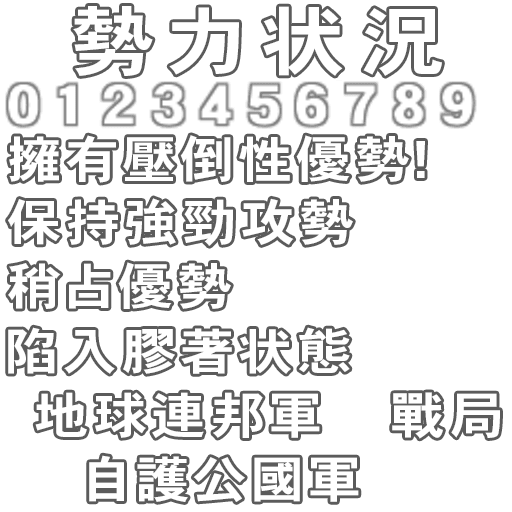 勢力状況
0123456789
擁有壓倒性優勢!
保持強勁攻勢
稍占優勢
陷入膠著状態
地球連邦軍 戰局
自護公國軍